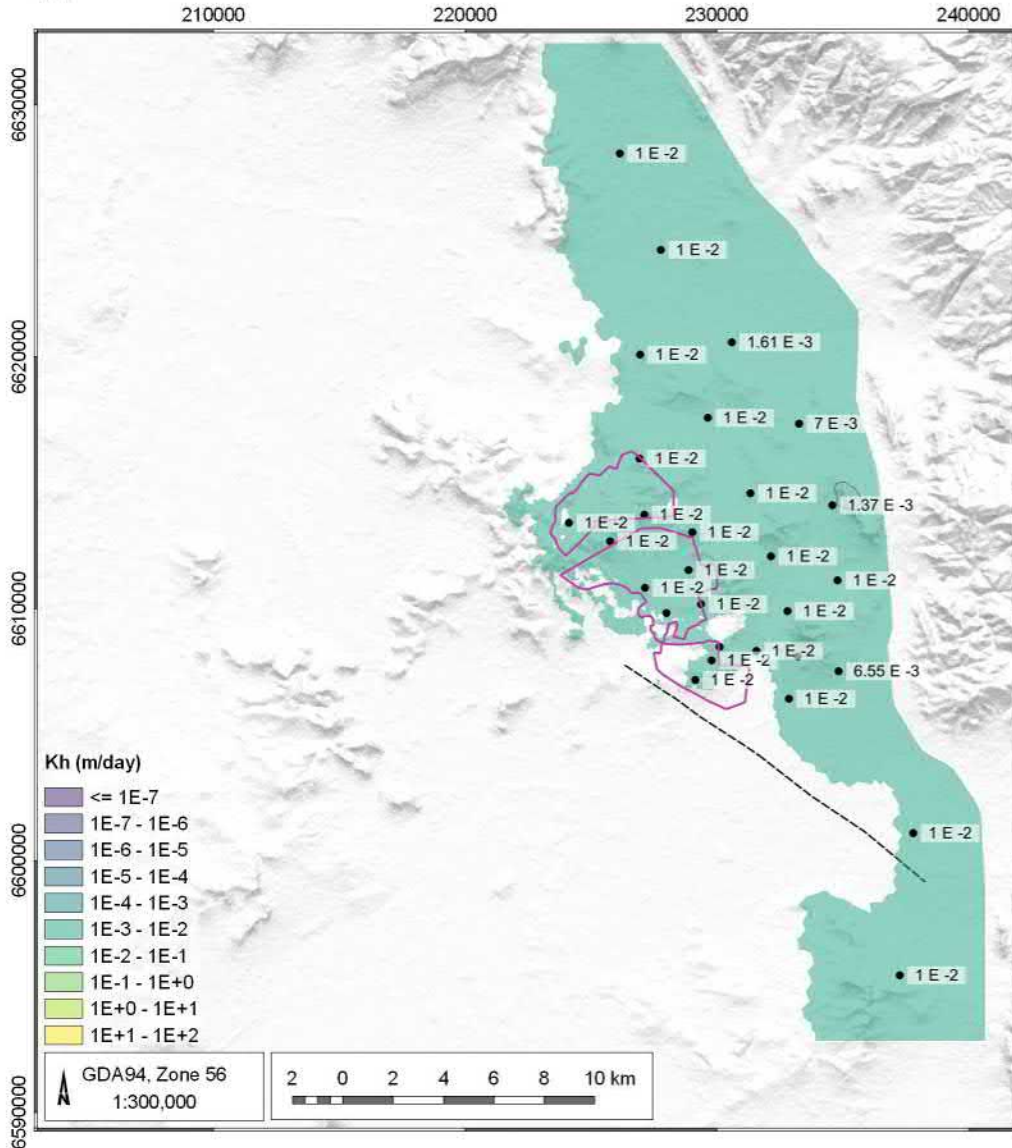 210000 220000 230000 240000
6630000
1 E -2
1 E -2
1.61 E -3
6620000
1 E -2
1 E -2
7 E -3
1 E -2
1 E -2
1.37 E -3
1 E -2
1 E -2
1 E -2
1 E -2
1 E -2
1 E -2
1 E -2
1 E -2
6610000
1 E -2
1 E -2
1 E -2
1 E -2
6.55 E -3
1 E -2
1 E -2
1 E -2
6600000
1 E -2
6590000
Kh (m/day)
<= 1E-7
1E-7 - 1E-6
1E-6 - 1E-5
1E-5 - 1E-4
1E-4 - 1E-3
1E-3 - 1E-2
1E-2 - 1E-1
1E-1 - 1E+0
1E+0 - 1E+1
1E+1 - 1E+2
N
GDA94, Zone 56
1:300,000
2 0 2 4 6 8 10 km